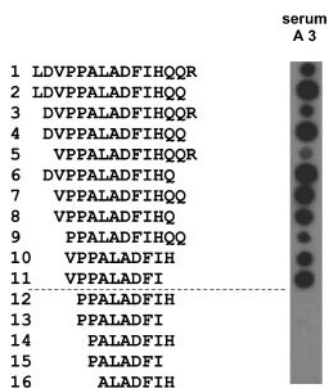 serum
A 3
1 LDVPPALADFIHQQR
2 LDVPPALADFIHQQ
3 DVPPALADFIHQQR
4 DVPPALADFIHQQ
5 VPPALADFIHQQR
6 DVPPALADFIHQ
7 VPPALADFIHQQ
8 VPPALADFIHQ
9 PPALADFIHQQ
10 VPPALADFIH
11 VPPALADFI
12 PPALADFIH
13 PPALADFI
14 PALADFIH
15 PALADFI
16 ALADFIH